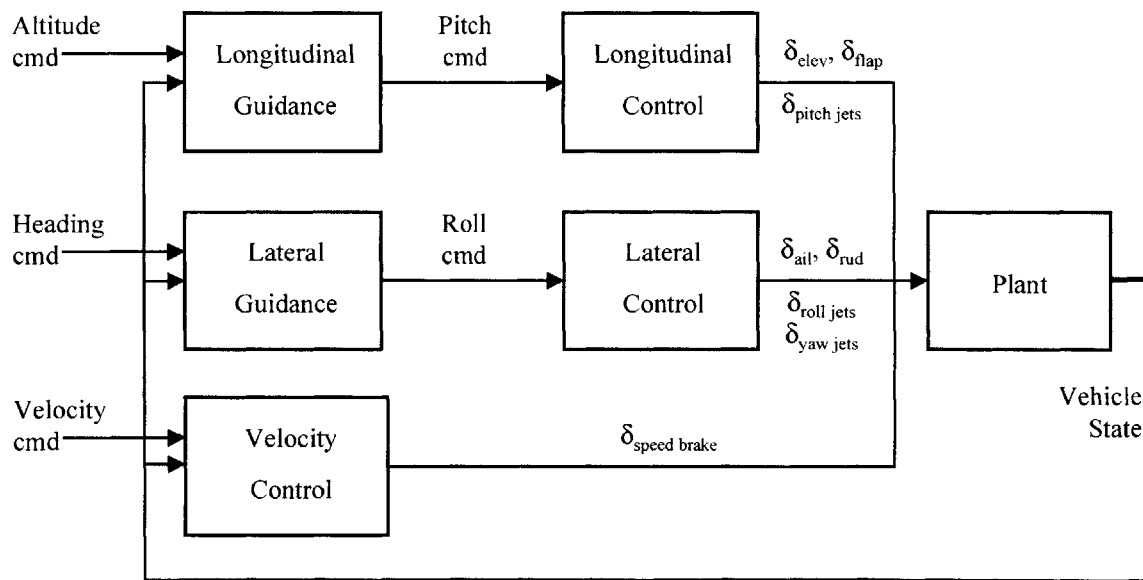 Altitude
cmd
Longitudinal
Guidance
Pitch
cmd
Longitudinal
Control
δelev, δflap
δpitch jets
Heading
cmd
Lateral
Guidance
Roll
cmd
Lateral
Control
δail, δrud
δroll jets
δyaw jets
Plant
Vehicle
State
Velocity
cmd
Velocity
Control
δspeed brake